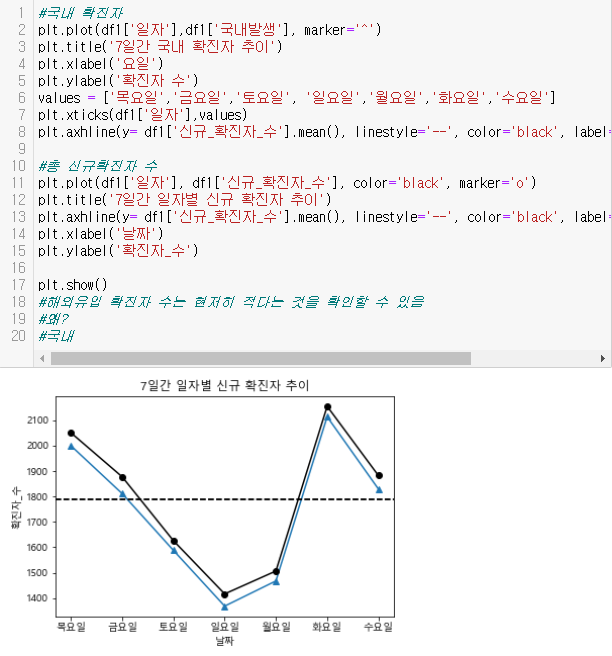 1 #국내 확진자
2 plt.plot(df1['일자'],df1['국내발생'], marker='^')
3 plt.title('7일간 국내 확진자 추이')
4 plt.xlabel('요일')
5 plt.ylabel('확진자 수')
6 values = ['목요일','금요일','토요일', '일요일','월요일','화요일','수요일']
7 plt.xticks(df1['일자'],values)
8 plt.axhline(y= df1['신규_확진자_수'].mean(), linestyle='--', color='black', label=
9
10 #총 신규확진자 수
11 plt.plot(df1['일자'], df1['신규_확진자_수'], color='black', marker='o')
12 plt.title('7일간 일자별 신규 확진자 추이')
13 plt.axhline(y= df1['신규_확진자_수'].mean(), linestyle='--', color='black', label=
14 plt.xlabel('날짜')
15 plt.ylabel('확진자_수')
16
17 plt.show()
18 #해외유입 확진자 수는 현저히 적다는 것을 확인할 수 있음
19 #왜?
20 #국내
7일간 일자별 신규 확진자 추이
2100
2000
1900
1800
1700
1600
1500
1400
확진자_수
목요일 금요일 토요일 일요일 월요일 화요일 수요일
날짜